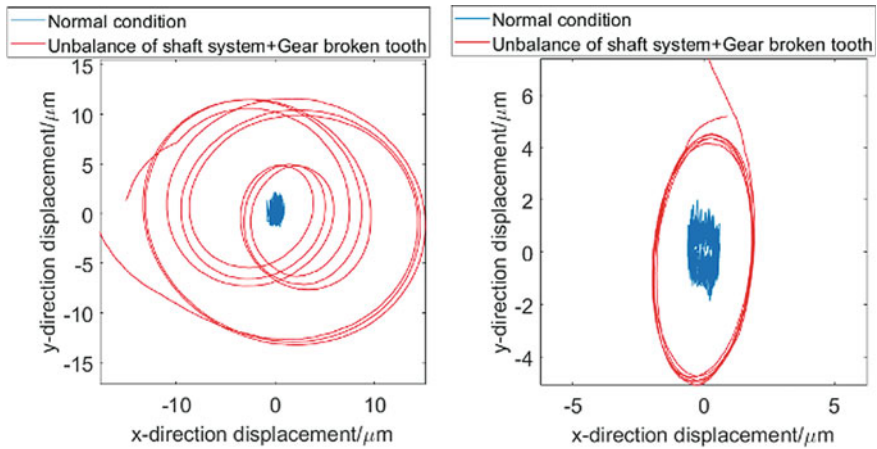 Normal condition
Unbalance of shaft system+Gear broken tooth
15
10
5
0
-5
-10
-15
y-direction displacement/μm
-10
0
10
x-direction displacement/μm
Normal condition
Unbalance of shaft system+Gear broken tooth
6
4
2
0
-2
-4
y-direction displacement/μm
-5
0
5
x-direction displacement/μm